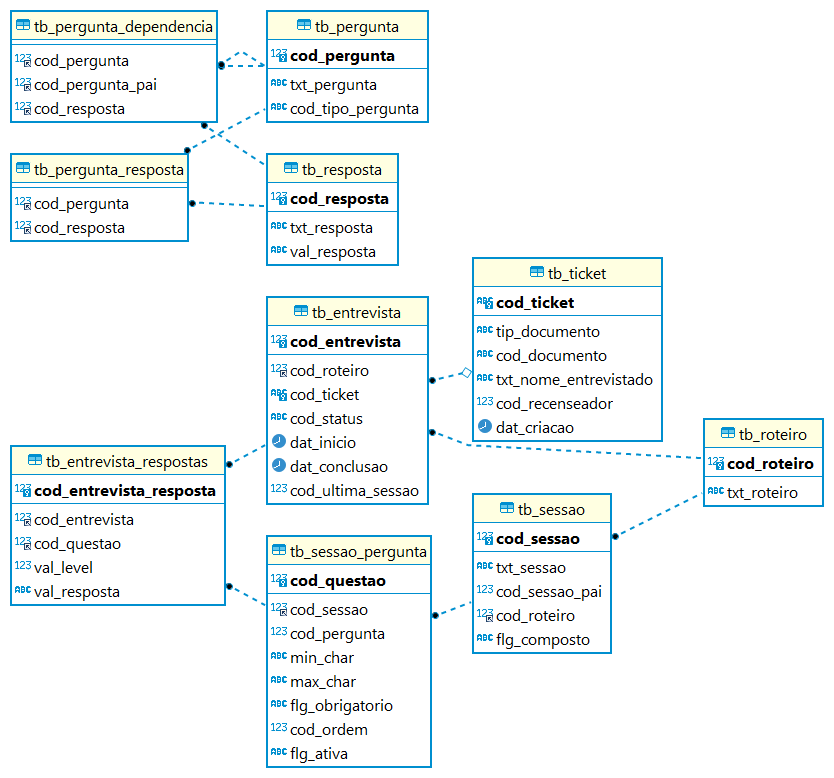 tb_pergunta_dependencia
123 cod_pergunta
123 cod_pergunta_pai
123 cod_resposta
tb_pergunta
123 cod_pergunta
ABC txt_pergunta
ABC cod_tipo_pergunta
tb_pergunta_resposta
123 cod_pergunta
123 cod_resposta
tb_resposta
123 cod_resposta
ABC txt_resposta
ABC val_resposta
tb_ticket
ABC cod_ticket
ABC tip_documento
ABC cod_documento
ABC txt_nome_entrevistado
123 cod_recenseador
dat_criacao
tb_entrevista
123 cod_entrevista
123 cod_roteiro
ABC cod_ticket
ABC cod_status
dat_inicio
dat_conclusao
123 cod_ultima_sessao
tb_roteiro
123 cod_roteiro
ABC txt_roteiro
tb_entrevista_respostas
123 cod_entrevista_resposta
123 cod_entrevista
123 cod_questao
123 val_level
ABC val_resposta
tb_sessao
123 cod_sessao
ABC txt_sessao
123 cod_sessao_pai
123 cod_roteiro
ABC flg_composto
tb_sessao_pergunta
123 cod_questao
123 cod_sessao
123 cod_pergunta
ABC min_char
ABC max_char
ABC flg_obrigatorio
123 cod_ordem
ABC flg_ativa